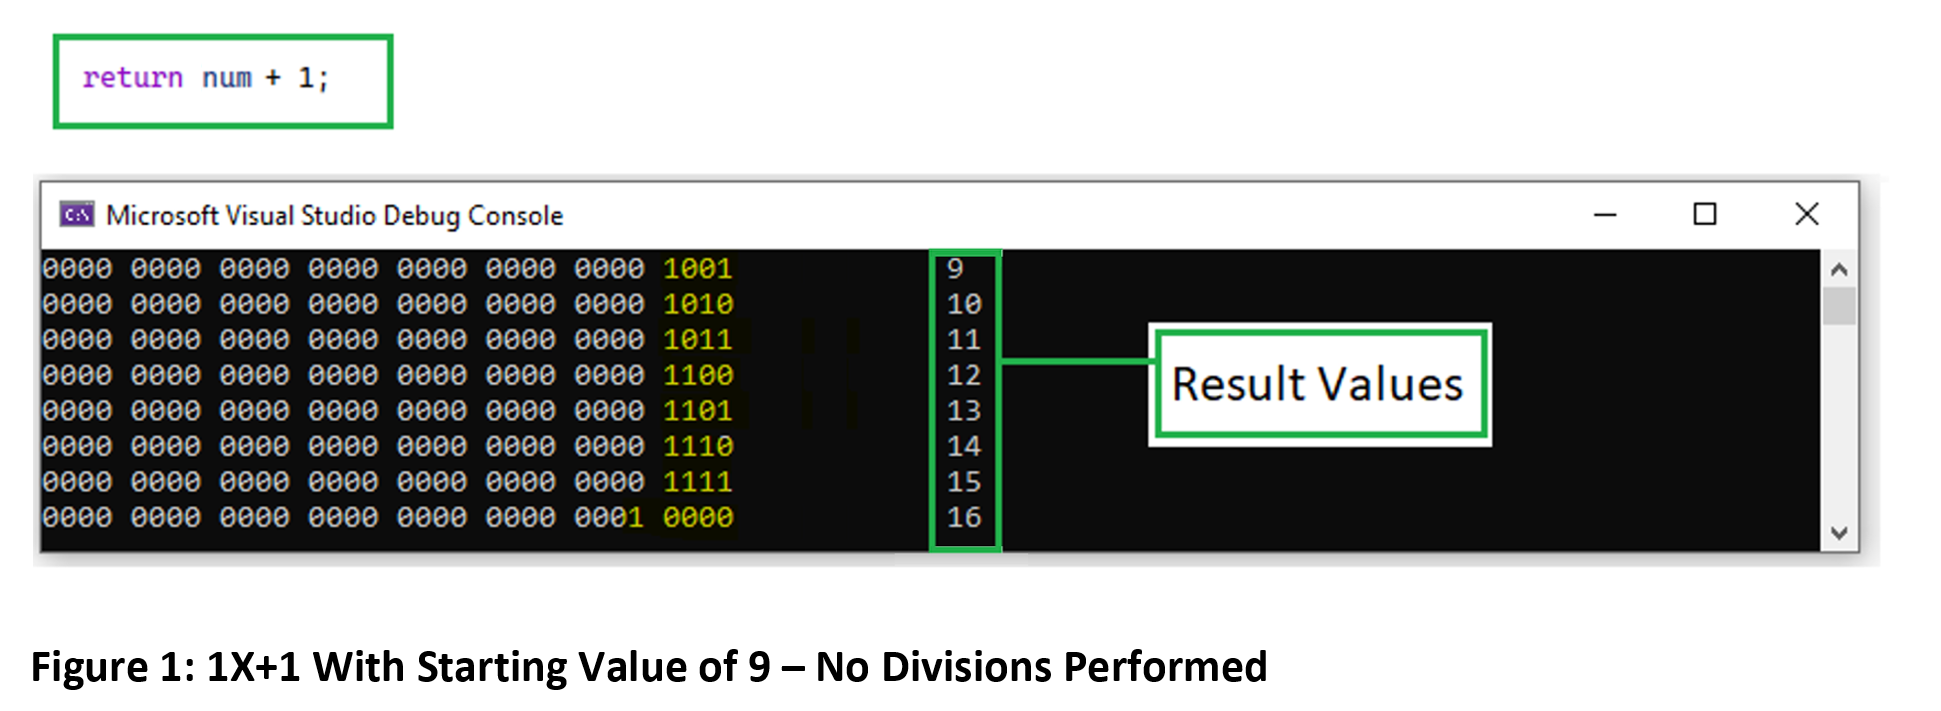 return num + 1;
Microsoft Visual Studio Debug Console
0000 0000 0000 0000 0000 0000 0000 1001 9
0000 0000 0000 0000 0000 0000 0000 1010 10
0000 0000 0000 0000 0000 0000 0000 1011 11
0000 0000 0000 0000 0000 0000 0000 1100 12
0000 0000 0000 0000 0000 0000 0000 1101 13
0000 0000 0000 0000 0000 0000 0000 1110 14
0000 0000 0000 0000 0000 0000 0000 1111 15
0000 0000 0000 0000 0000 0000 0001 0000 16
Result Values
Figure 1: 1X+1 With Starting Value of 9 – No Divisions Performed